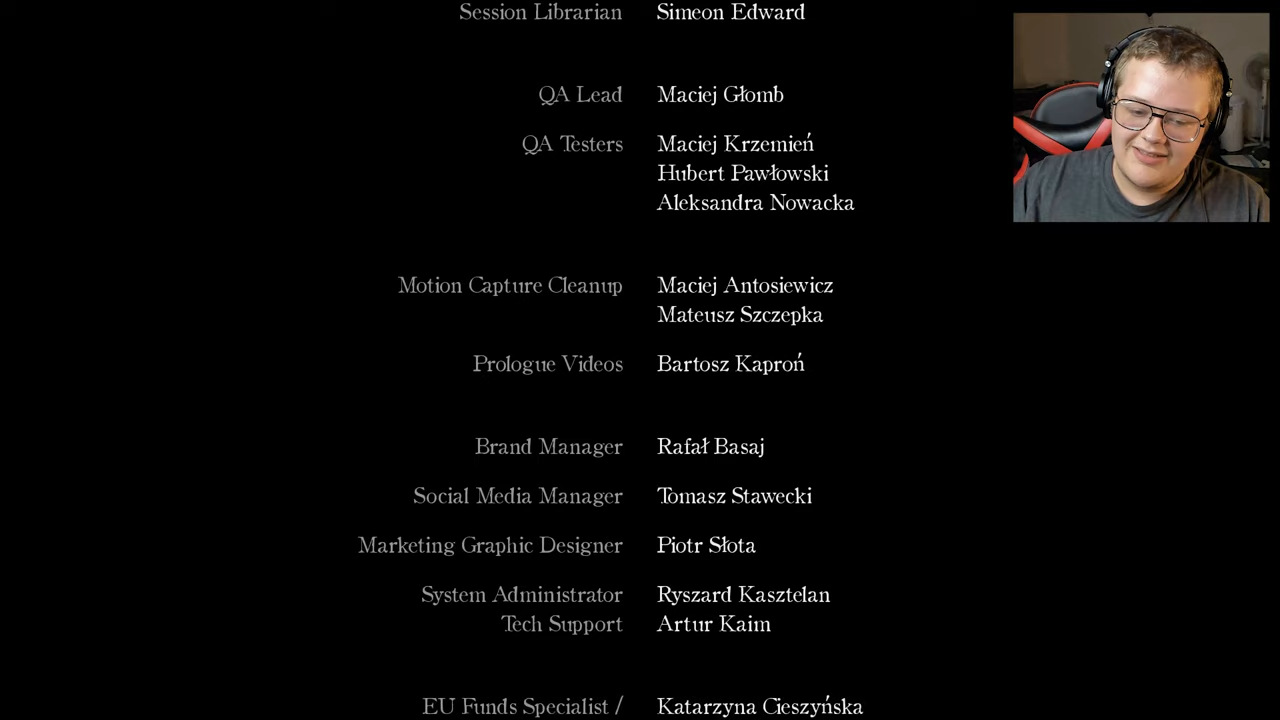 Session Librarian Simeon Edward
QA Lead Maciej Głomb
QA Testers Maciej Krzemień
Hubert Pawłowski
Aleksandra Nowacka
Motion Capture Cleanup Maciej Antosiewicz
Mateusz Szczepka
Prologue Videos Bartosz Kaproń
Brand Manager Rafał Basaj
Social Media Manager Tomasz Stawecki
Marketing Graphic Designer Piotr Słota
System Administrator Ryszard Kasztelan
Tech Support Artur Kaim
EU Funds Specialist / Katarzyna Cieszyńska